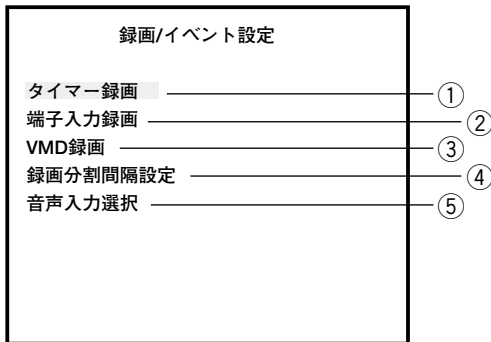 録画/イベント設定
タイマー録画 ①
端子入力録画 ②
VMD録画 ③
録画分割間隔設定 ④
音声入力選択 ⑤